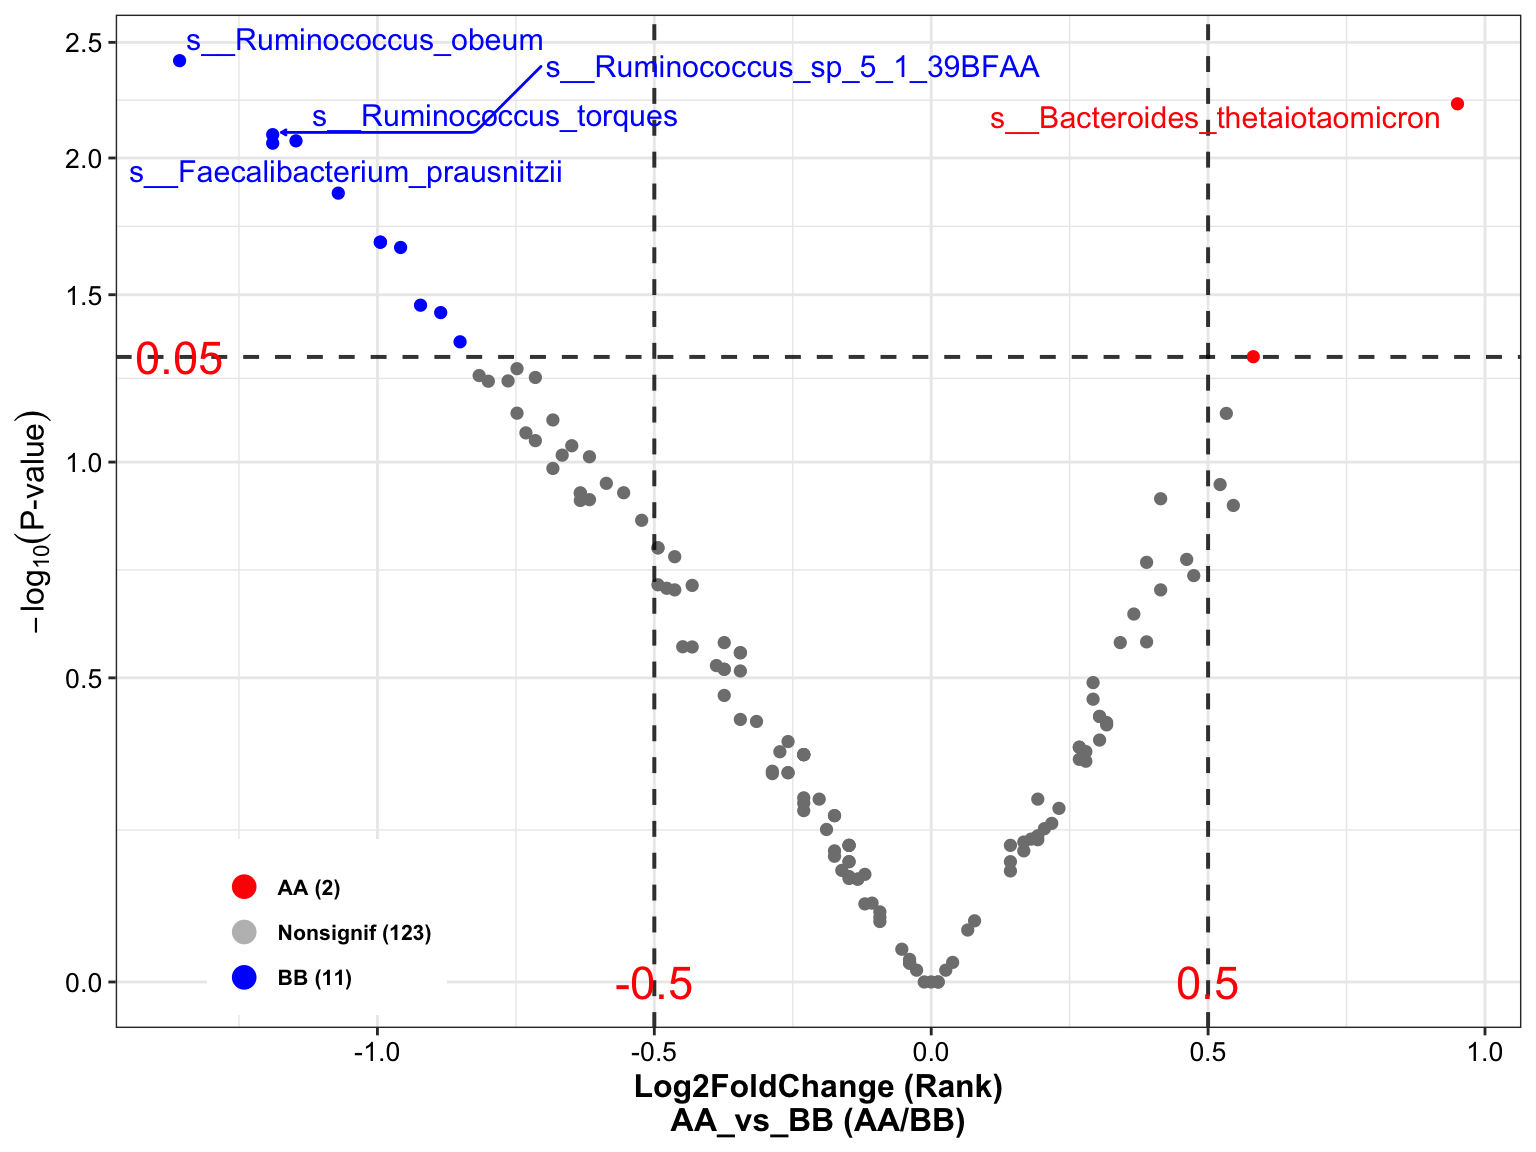 2.5
2.0
1.5
1.0
0.5
0.0
−log10(P-value)
s__Ruminococcus_obeum
s__Ruminococcus_sp_5_1_39BFAA
s__Ruminococcus_torques
s__Bacteroides_thetaiotaomicron
s__Faecalibacterium_prausnitzii
0.05
AA (2)
Nonsignif (123)
BB (11)
-0.5
0.5
-1.0
-0.5
0.0
0.5
1.0
Log2FoldChange (Rank)
AA_vs_BB (AA/BB)